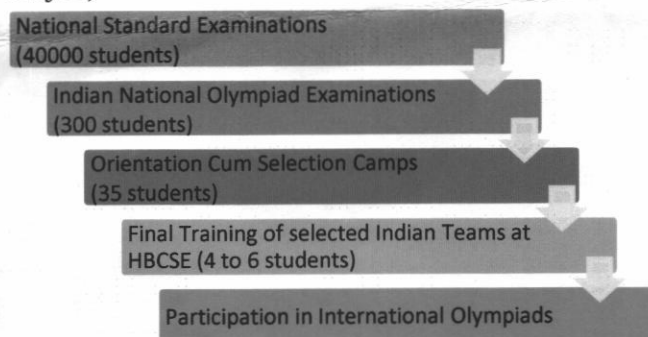 National Standard Examinations
(40000 students)
Indian National Olympiad Examinations
(300 students)
Orientation Cum Selection Camps
(35 students)
Final Training of selected Indian Teams at
HBCSE (4 to 6 students)
Participation in International Olympiads